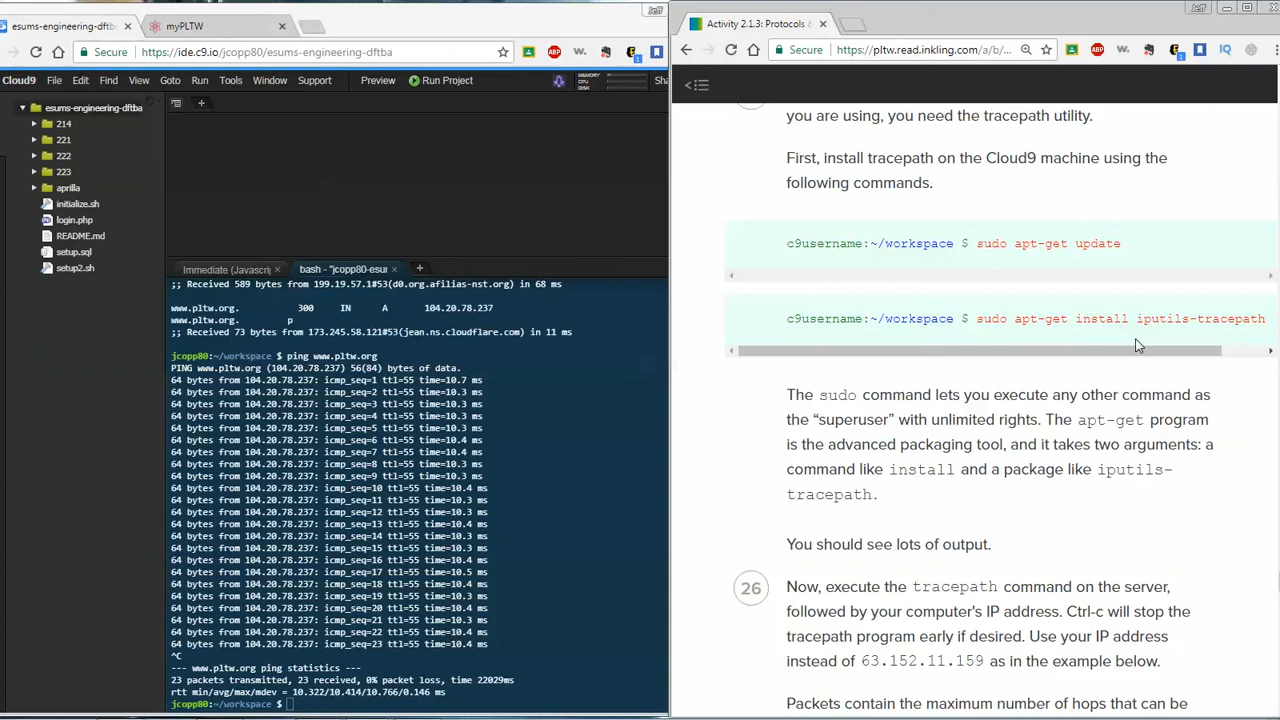 esums-engineering-dftb
myPLTW
Jeff
Secure
https://ide.c9.io/jcopp80/esums-engineering-dftba
ABP
W.
1
Cloud9 File Edit Find View Goto Run Tools Window Support Preview Run Project
MEMORY
CPU
DISK
Sha
esums-engineering-dftba
214
221
222
223
aprilla
initialize.sh
login.php
README.md
setup.sql
setup2.sh
Immediate (Javascrip
bash - "jcopp80-esur
;; Received 589 bytes from 199.19.57.1#53(d0.org.afilias-nst.org) in 68 ms
www.pltw.org. 300 IN A 104.20.78.237
www.pltw.org. p
;; Received 73 bytes from 173.245.58.121#53(jean.ns.cloudflare.com) in 11 ms
jcopp80:~/workspace $ ping www.pltw.org
PING www.pltw.org (104.20.78.237) 56(84) bytes of data.
64 bytes from 104.20.78.237: icmp_seq=1 ttl=55 time=10.7 ms
64 bytes from 104.20.78.237: icmp_seq=2 ttl=55 time=10.3 ms
64 bytes from 104.20.78.237: icmp_seq=3 ttl=55 time=10.4 ms
64 bytes from 104.20.78.237: icmp_seq=4 ttl=55 time=10.3 ms
64 bytes from 104.20.78.237: icmp_seq=5 ttl=55 time=10.3 ms
64 bytes from 104.20.78.237: icmp_seq=6 ttl=55 time=10.4 ms
64 bytes from 104.20.78.237: icmp_seq=7 ttl=55 time=10.4 ms
64 bytes from 104.20.78.237: icmp_seq=8 ttl=55 time=10.3 ms
64 bytes from 104.20.78.237: icmp_seq=9 ttl=55 time=10.3 ms
64 bytes from 104.20.78.237: icmp_seq=10 ttl=55 time=10.4 ms
64 bytes from 104.20.78.237: icmp_seq=11 ttl=55 time=10.3 ms
64 bytes from 104.20.78.237: icmp_seq=12 ttl=55 time=10.3 ms
64 bytes from 104.20.78.237: icmp_seq=13 ttl=55 time=10.4 ms
64 bytes from 104.20.78.237: icmp_seq=14 ttl=55 time=10.3 ms
64 bytes from 104.20.78.237: icmp_seq=15 ttl=55 time=10.3 ms
64 bytes from 104.20.78.237: icmp_seq=16 ttl=55 time=10.4 ms
64 bytes from 104.20.78.237: icmp_seq=17 ttl=55 time=10.5 ms
64 bytes from 104.20.78.237: icmp_seq=18 ttl=55 time=10.4 ms
64 bytes from 104.20.78.237: icmp_seq=19 ttl=55 time=10.3 ms
64 bytes from 104.20.78.237: icmp_seq=20 ttl=55 time=10.4 ms
64 bytes from 104.20.78.237: icmp_seq=21 ttl=55 time=10.3 ms
64 bytes from 104.20.78.237: icmp_seq=22 ttl=55 time=10.4 ms
64 bytes from 104.20.78.237: icmp_seq=23 ttl=55 time=10.4 ms
^C
--- www.pltw.org ping statistics ---
23 packets transmitted, 23 received, 0% packet loss, time 22029ms
rtt min/avg/max/mdev = 10.322/10.414/10.766/0.146 ms
jcopp80:~/workspace $
Activity 2.1.3: Protocols &
Jeff
Secure
https://pltw.read.inkling.com/a/b/
ABP
W.
1
IQ
you are using, you need the tracepath utility.
First, install tracepath on the Cloud9 machine using the
following commands.
c9username:~/workspace $ sudo apt-get update
c9username:~/workspace $ sudo apt-get install iputils-tracepath
The sudo command lets you execute any other command as
the “superuser” with unlimited rights. The apt-get program
is the advanced packaging tool, and it takes two arguments: a
command like install and a package like iputils-
tracepath.
You should see lots of output.
26
Now, execute the tracepath command on the server,
followed by your computer's IP address. Ctrl-c will stop the
tracepath program early if desired. Use your IP address
instead of 63.152.11.159 as in the example below.
Packets contain the maximum number of hops that can be